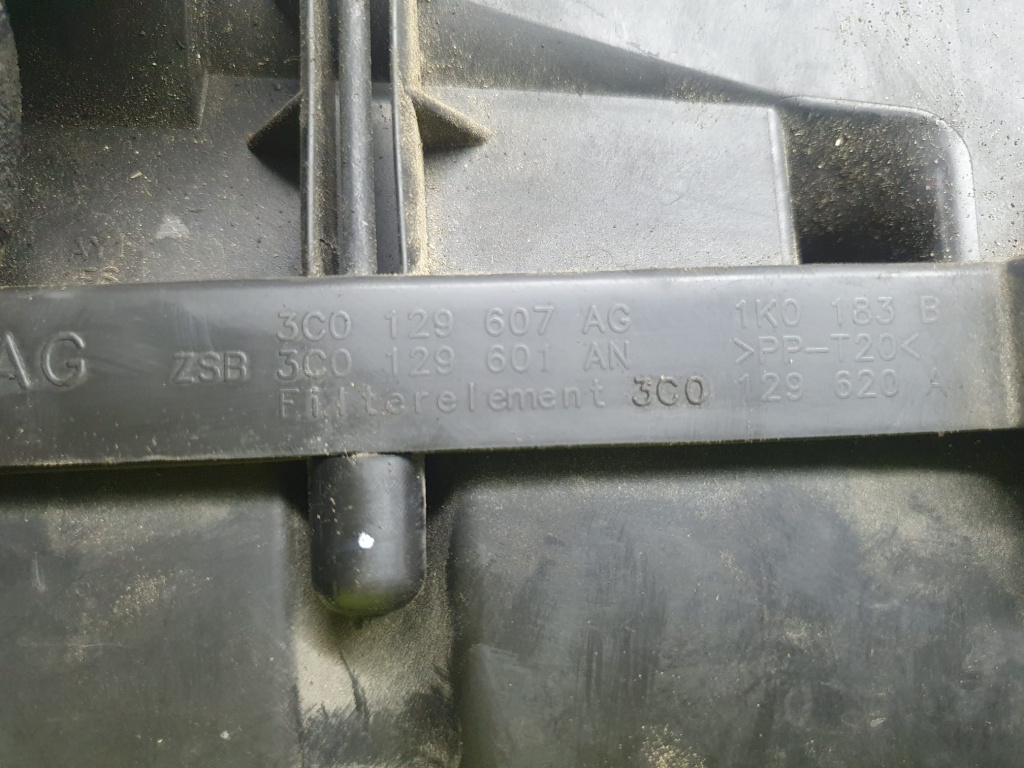 AG
3C0 129 607 AG 1K0 183 B
ZSB 3C0 129 601 AN >PP-T20<
Filterelement 3C0 129 620 A